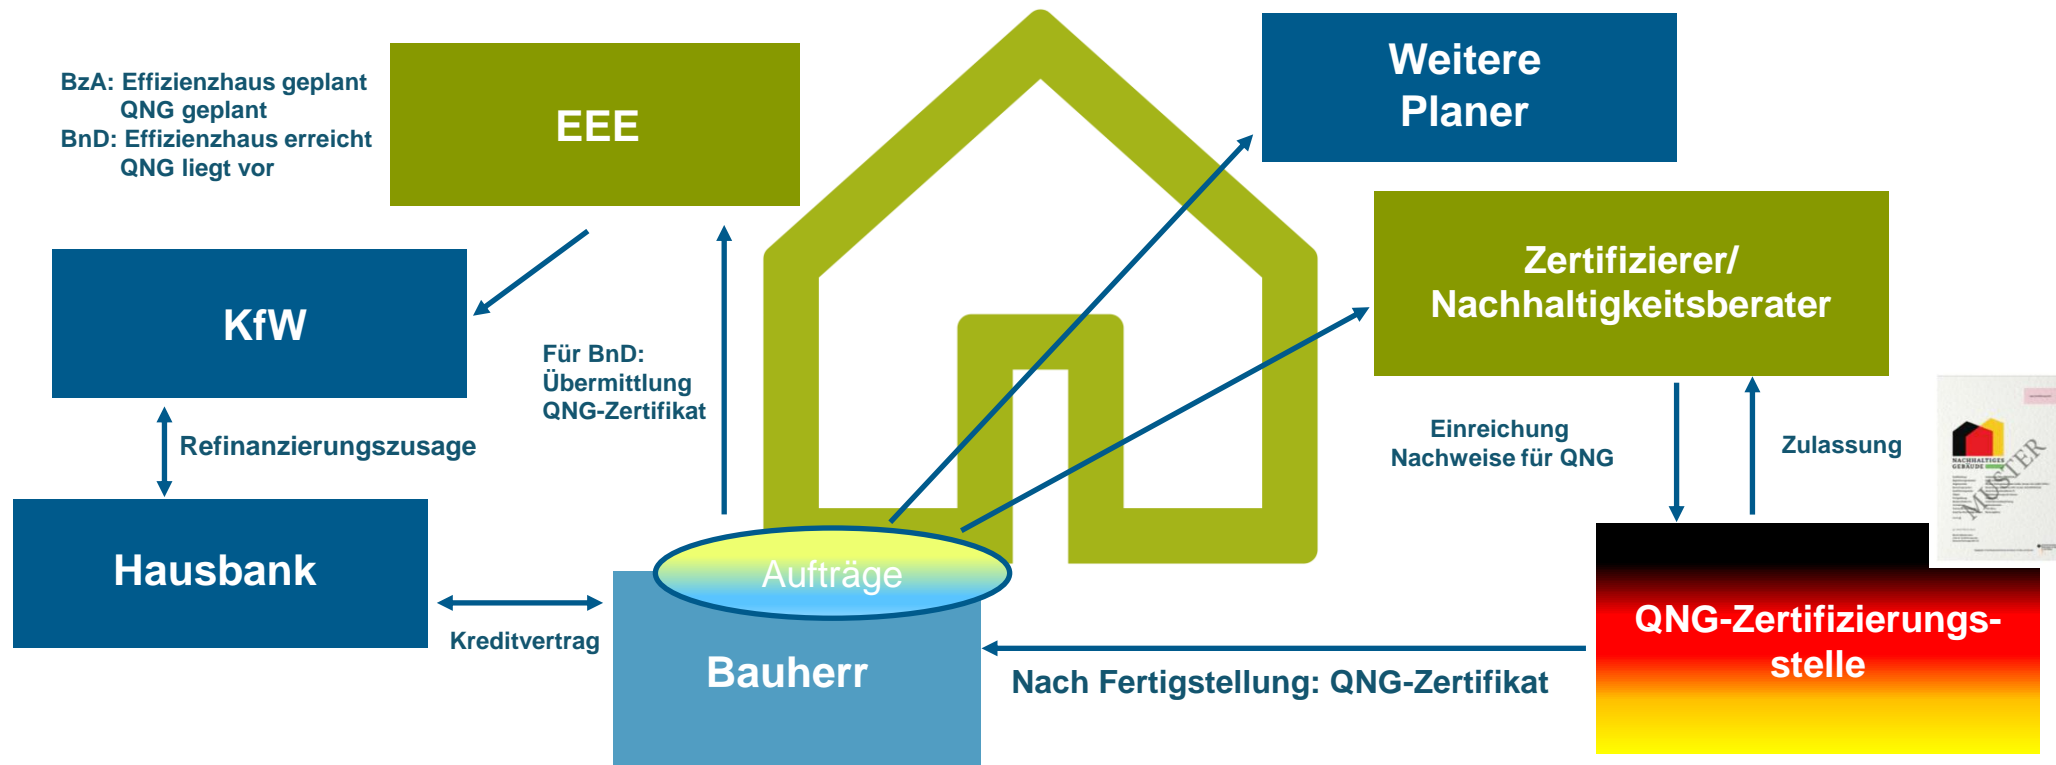 BzA: Effizienzhaus geplant
QNG geplant
BnD: Effizienzhaus erreicht
QNG liegt vor
EEE
Weitere
Planer
KfW
Zertifizierer/
Nachhaltigkeitsberater
Für BnD:
Übermittlung
QNG-Zertifikat
Refinanzierungszusage
Einreichung
Nachweise für QNG
Zulassung
NACHHALTIGES
GEBÄUDE
MUSTER
Hausbank
Aufträge
Kreditvertrag
Bauherr
Nach Fertigstellung: QNG-Zertifikat
QNG-Zertifizierungs-
stelle